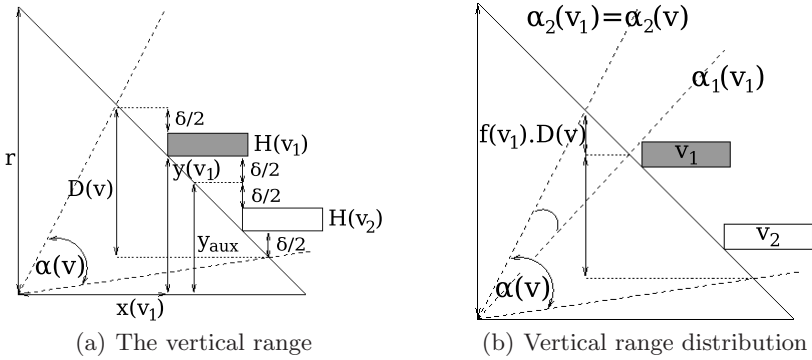 r
δ/2
H(v₁)
D(v)
y(v₁)
δ/2
δ/2
H(v₂)
y_aux
δ/2
α(v)
x(v₁)
(a) The vertical range
α₂(v₁)=α₂(v)
α₁(v₁)
f(v₁).D(v)
v₁
v₂
α(v)
(b) Vertical range distribution